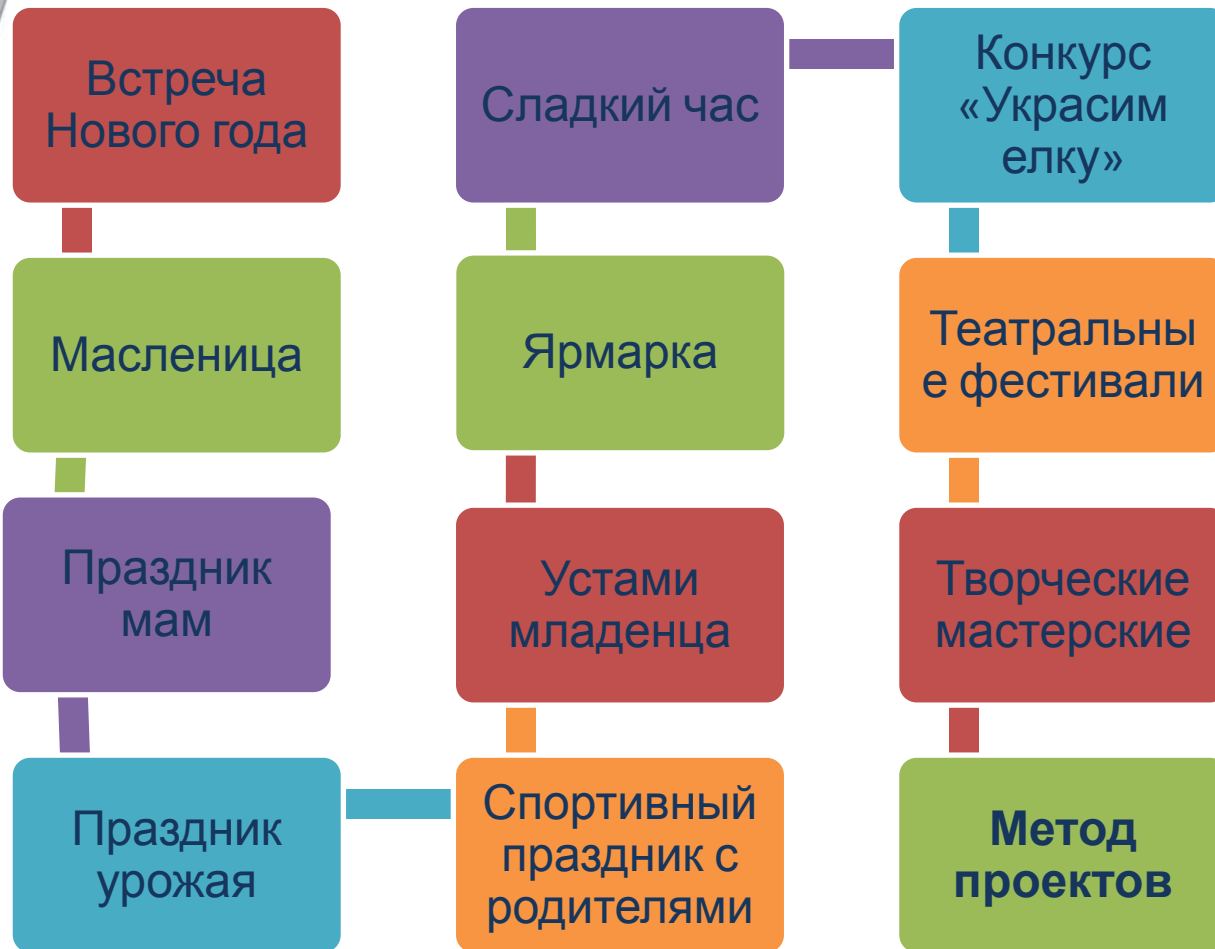 Встреча
Нового года
Масленица
Праздник
мам
Праздник
урожая
Спортивный
праздник с
родителями
Устами
младенца
Ярмарка
Сладкий час
Конкурс
«Украсим
елку»
Театральны
е фестивали
Творческие
мастерские
Метод
проектов